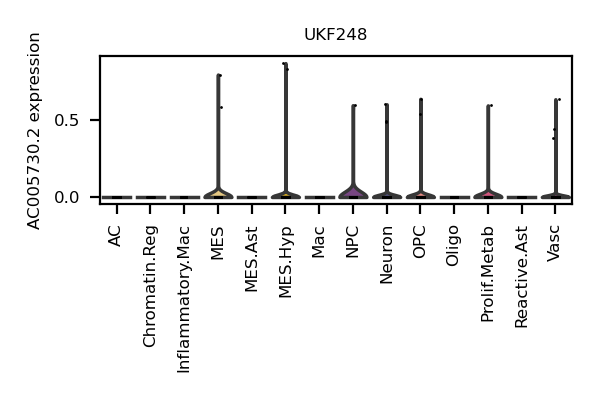 UKF248
AC005730.2 expression
0.5
0.0
AC
Chromatin.Reg
Inflammatory.Mac
MES
MES.Ast
MES.Hyp
Mac
NPC
Neuron
OPC
Oligo
Prolif.Metab
Reactive.Ast
Vasc